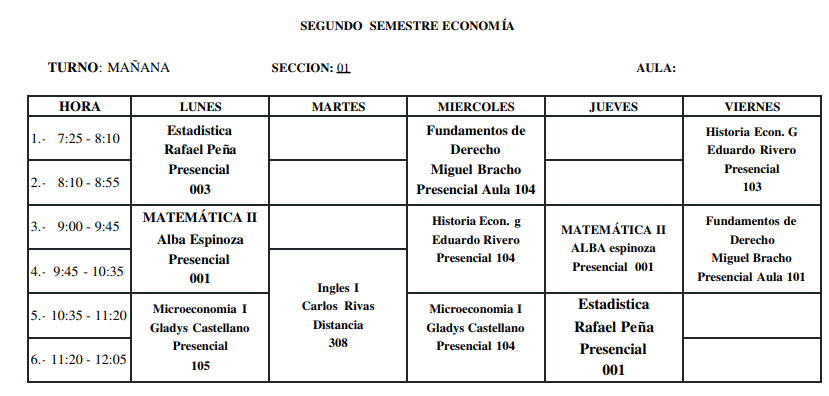 SEGUNDO SEMESTRE ECONOMÍA
TURNO: MAÑANA SECCION: 01 AULA:
HORA LUNES MARTES MIERCOLES JUEVES VIERNES
1.- 7:25 - 8:10
2.- 8:10 - 8:55
Estadistica
Rafael Peña
Presencial
003
Fundamentos de
Derecho
Miguel Bracho
Presencial Aula 104
Historia Econ. G
Eduardo Rivero
Presencial
103
3.- 9:00 - 9:45
4.- 9:45 - 10:35
MATEMÁTICA II
Alba Espinoza
Presencial
001
Historia Econ. g
Eduardo Rivero
Presencial 104
MATEMÁTICA II
ALBA espinoza
Presencial 001
Fundamentos de
Derecho
Miguel Bracho
Presencial Aula 101
Ingles I
Carlos Rivas
Distancia
308
5.- 10:35 - 11:20
6.- 11:20 - 12:05
Microeconomia I
Gladys Castellano
Presencial
105
Microeconomia I
Gladys Castellano
Presencial 104
Estadistica
Rafael Peña
Presencial
001